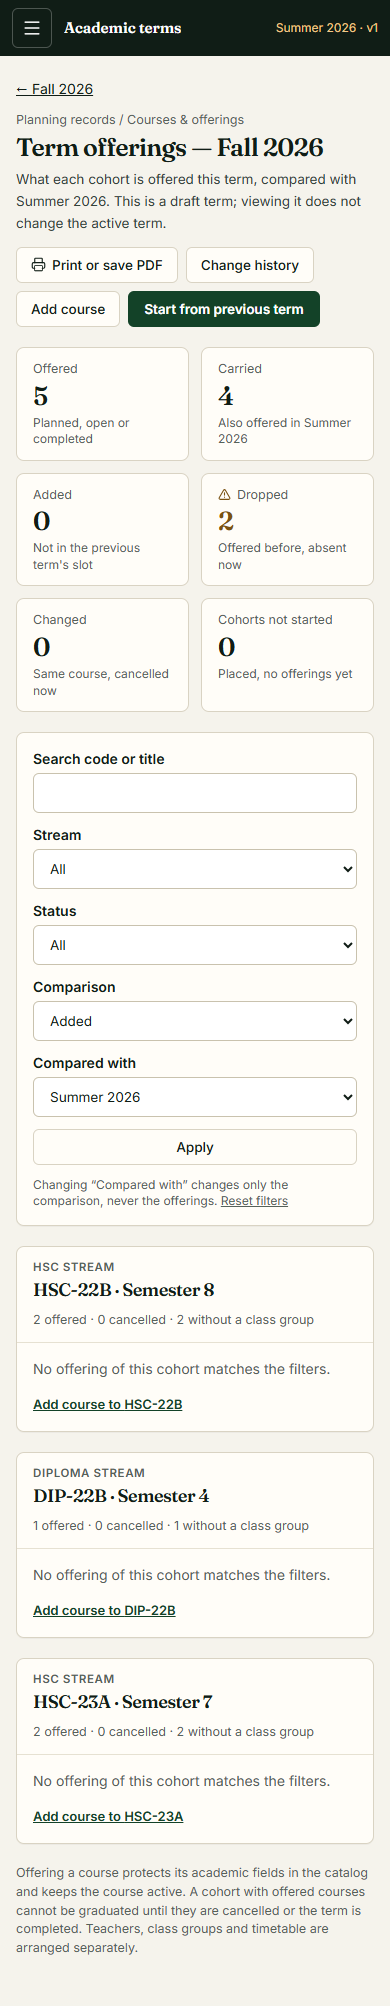 Academic terms
Summer 2026 · v1
← Fall 2026
Planning records / Courses & offerings
Term offerings — Fall 2026
What each cohort is offered this term, compared with
Summer 2026. This is a draft term; viewing it does not
change the active term.
Print or save PDF
Change history
Add course
Start from previous term
Offered
5
Planned, open or
completed
Carried
4
Also offered in Summer
2026
Added
0
Not in the previous
term's slot
Dropped
2
Offered before, absent
now
Changed
0
Same course, cancelled
now
Cohorts not started
0
Placed, no offerings yet
Search code or title
Stream
All
Status
All
Comparison
Added
Compared with
Summer 2026
Apply
Changing “Compared with” changes only the
comparison, never the offerings. Reset filters
HSC STREAM
HSC-22B · Semester 8
2 offered · 0 cancelled · 2 without a class group
No offering of this cohort matches the filters.
Add course to HSC-22B
DIPLOMA STREAM
DIP-22B · Semester 4
1 offered · 0 cancelled · 1 without a class group
No offering of this cohort matches the filters.
Add course to DIP-22B
HSC STREAM
HSC-23A · Semester 7
2 offered · 0 cancelled · 2 without a class group
No offering of this cohort matches the filters.
Add course to HSC-23A
Offering a course protects its academic fields in the catalog
and keeps the course active. A cohort with offered courses
cannot be graduated until they are cancelled or the term is
completed. Teachers, class groups and timetable are
arranged separately.